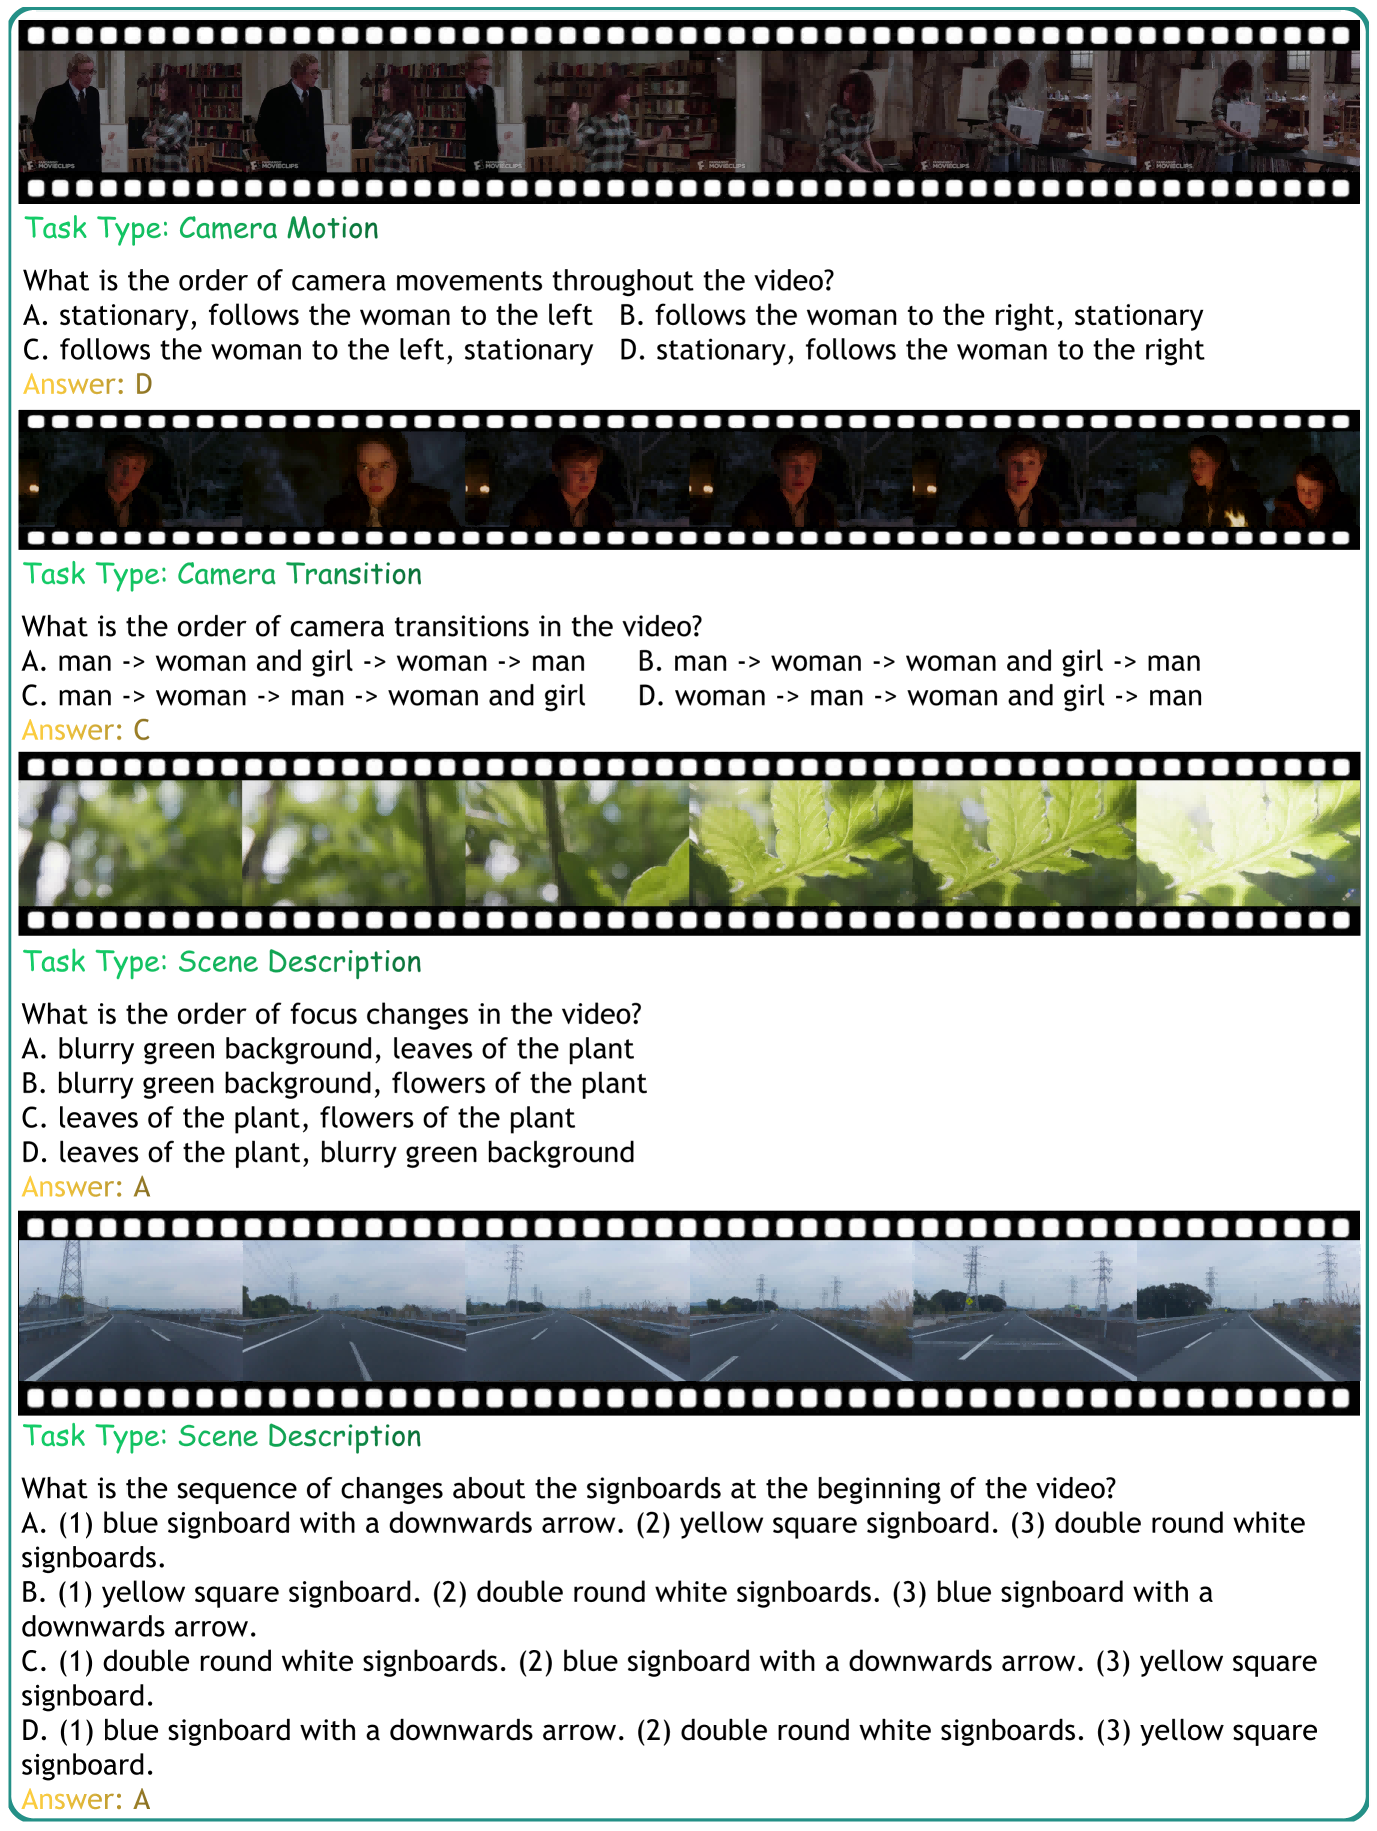 MOVIECLIPS
MOVIECLIPS
MOVIECLIPS
MOVIECLIPS
MOVIECLIPS
MOVIECLIPS
Task Type: Camera Motion
What is the order of camera movements throughout the video?
A. stationary, follows the woman to the left B. follows the woman to the right, stationary
C. follows the woman to the left, stationary D. stationary, follows the woman to the right
Answer: D
Task Type: Camera Transition
What is the order of camera transitions in the video?
A. man -> woman and girl -> woman -> man B. man -> woman -> woman and girl -> man
C. man -> woman -> man -> woman and girl D. woman -> man -> woman and girl -> man
Answer: C
Task Type: Scene Description
What is the order of focus changes in the video?
A. blurry green background, leaves of the plant
B. blurry green background, flowers of the plant
C. leaves of the plant, flowers of the plant
D. leaves of the plant, blurry green background
Answer: A
Task Type: Scene Description
What is the sequence of changes about the signboards at the beginning of the video?
A. (1) blue signboard with a downwards arrow. (2) yellow square signboard. (3) double round white
signboards.
B. (1) yellow square signboard. (2) double round white signboards. (3) blue signboard with a
downwards arrow.
C. (1) double round white signboards. (2) blue signboard with a downwards arrow. (3) yellow square
signboard.
D. (1) blue signboard with a downwards arrow. (2) double round white signboards. (3) yellow square
signboard.
Answer: A